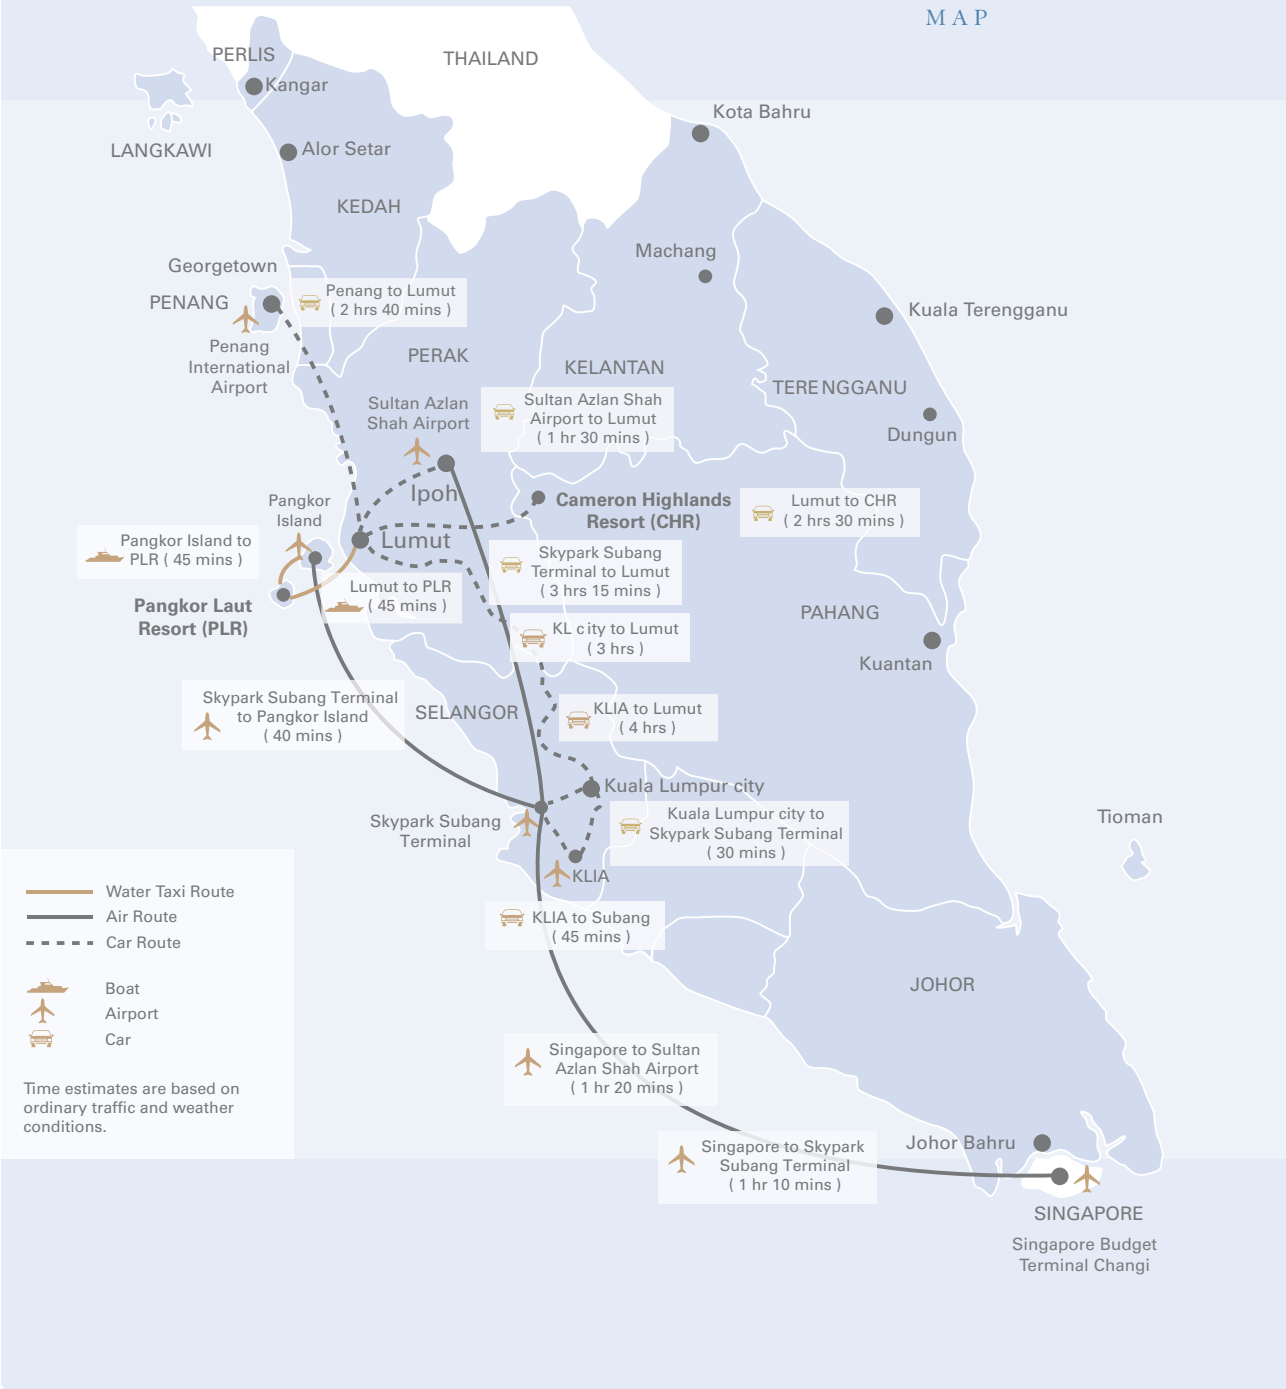 MAP
PERLIS
THAILAND
Kangar
Kota Bahru
LANGKAWI
Alor Setar
KEDAH
Machang
Georgetown
PENANG
Penang to Lumut
( 2 hrs 40 mins )
Kuala Terengganu
Penang
International
Airport
PERAK
KELANTAN
TERENGGANU
Sultan Azlan
Shah Airport
Sultan Azlan Shah
Airport to Lumut
( 1 hr 30 mins )
Dungun
Ipoh
Pangkor
Island
Cameron Highlands
Resort (CHR)
Lumut to CHR
( 2 hrs 30 mins )
Pangkor Island to
PLR ( 45 mins )
Lumut
Skypark Subang
Terminal to Lumut
( 3 hrs 15 mins )
Lumut to PLR
( 45 mins )
Pangkor Laut
Resort (PLR)
PAHANG
KL city to Lumut
( 3 hrs )
Kuantan
Skypark Subang Terminal
to Pangkor Island
( 40 mins )
SELANGOR
KLIA to Lumut
( 4 hrs )
Kuala Lumpur city
Skypark Subang
Terminal
Kuala Lumpur city to
Skypark Subang Terminal
( 30 mins )
Tioman
KLIA
KLIA to Subang
( 45 mins )
Water Taxi Route
Air Route
Car Route
Boat
Airport
Car
Time estimates are based on
ordinary traffic and weather
conditions.
JOHOR
Singapore to Sultan
Azlan Shah Airport
( 1 hr 20 mins )
Singapore to Skypark
Subang Terminal
( 1 hr 10 mins )
Johor Bahru
SINGAPORE
Singapore Budget
Terminal Changi